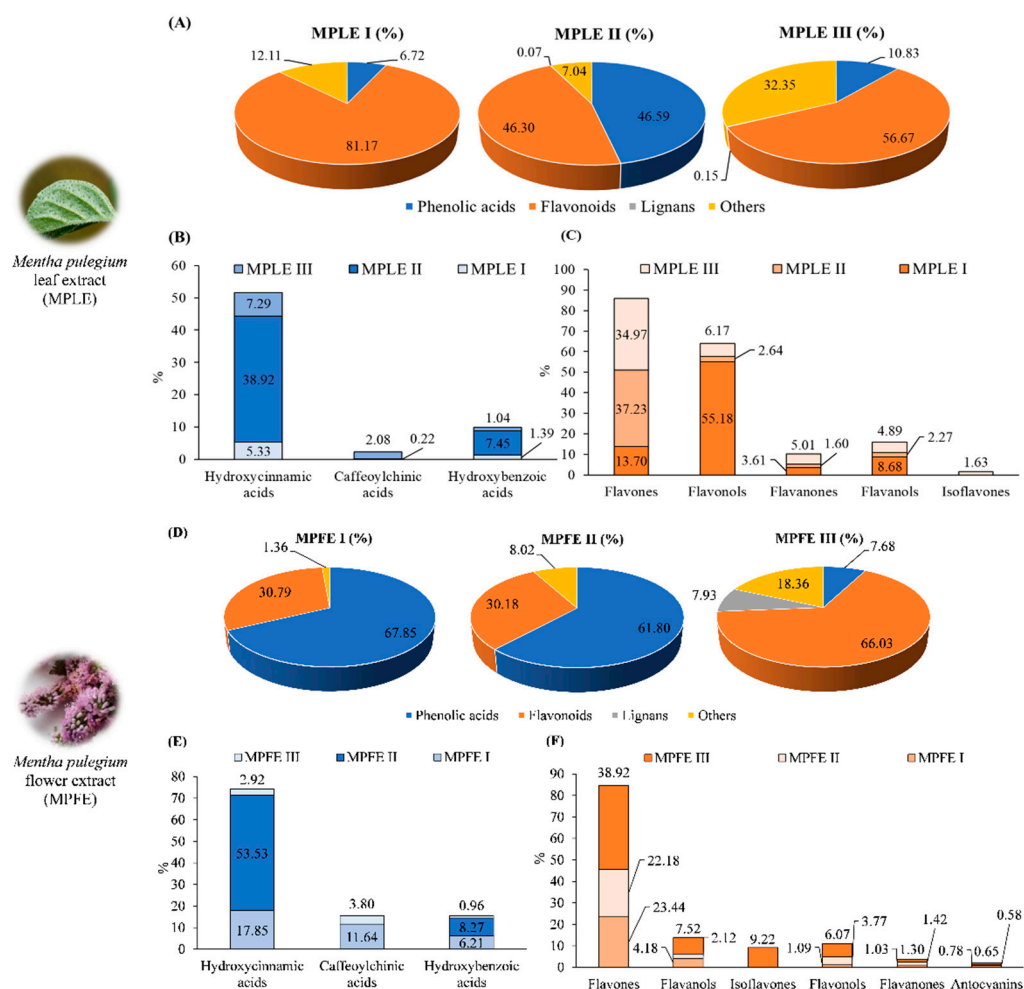 (A)
MPLE I (%)
MPLE II (%)
MPLE III (%)
12.11
6.72
81.17
0.07
7.04
46.30
46.59
32.35
10.83
56.67
0.15
Phenolic acids Flavonoids Lignans Others
Mentha pulegium
leaf extract
(MPLE)
(B)
MPLE III MPLE II MPLE I
%
60
50
40
30
20
10
0
7.29
38.92
5.33
2.08
0.22
1.04
7.45
1.39
Hydroxycinnamic
acids
Caffeoylchinic
acids
Hydroxybenzoic
acids
(C)
MPLE III MPLE II MPLE I
%
100
90
80
70
60
50
40
30
20
10
0
34.97
37.23
13.70
6.17
2.64
55.18
3.61
5.01
1.60
4.89
2.27
8.68
1.63
Flavones Flavonols Flavanones Flavanols Isoflavones
(D)
MPFE I (%)
MPFE II (%)
MPFE III (%)
1.36
30.79
67.85
8.02
30.18
61.80
7.68
18.36
7.93
66.03
Phenolic acids Flavonoids Lignans Others
Mentha pulegium
flower extract
(MPFE)
(E)
MPFE III MPFE II MPFE I
%
80
70
60
50
40
30
20
10
0
2.92
53.53
17.85
3.80
11.64
0.96
8.27
6.21
Hydroxycinnamic
acids
Caffeoylchinic
acids
Hydroxybenzoic
acids
(F)
MPFE III MPFE II MPFE I
%
90
80
70
60
50
40
30
20
10
0
38.92
22.18
23.44
7.52
4.18
2.12
9.22
6.07
3.77
1.09
1.42
1.03
1.30
0.58
0.78
0.65
Flavones Flavanols Isoflavones Flavonols Flavanones Antocyanins